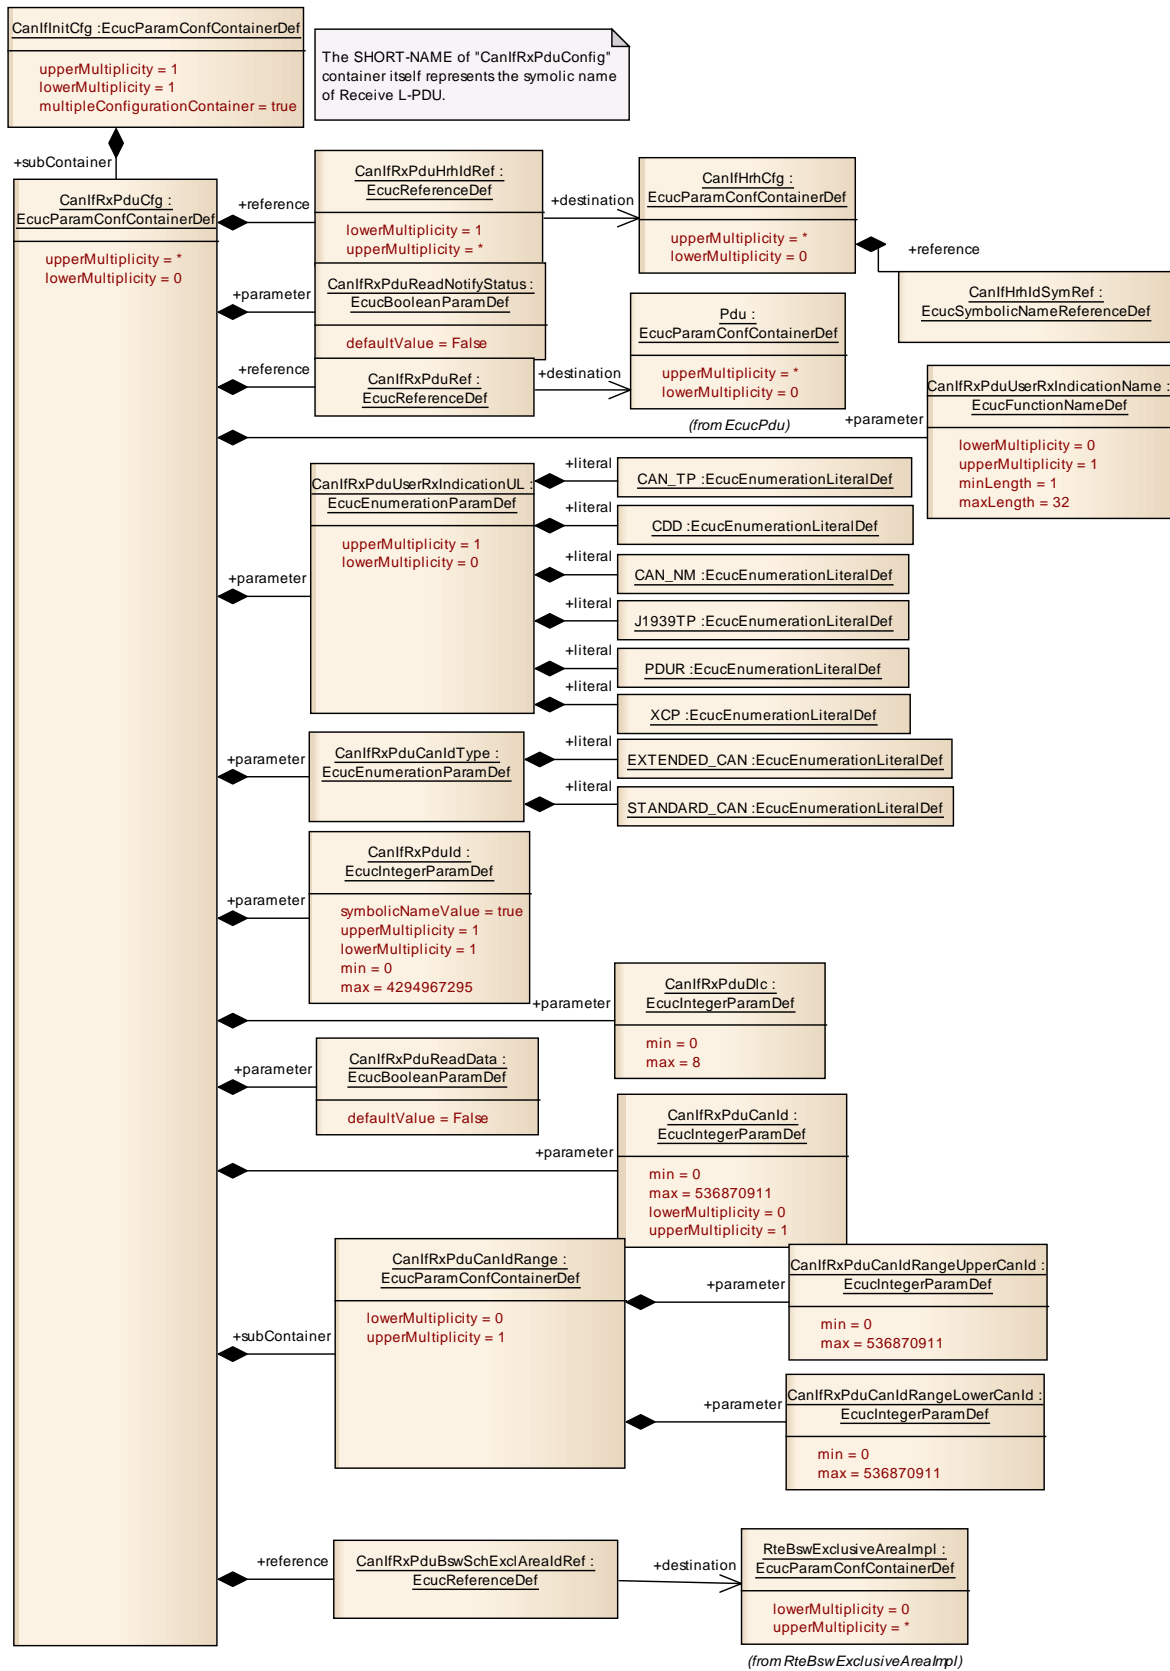 CanIfInitCfg :EcucParamConfContainerDef
upperMultiplicity = 1
lowerMultiplicity = 1
multipleConfigurationContainer = true
The SHORT-NAME of "CanIfRxPduConfig"
container itself represents the symolic name
of Receive L-PDU.
+subContainer
CanIfRxPduCfg :
EcucParamConfContainerDef
upperMultiplicity = *
lowerMultiplicity = 0
+reference
CanIfRxPduHrhIdRef :
EcucReferenceDef
lowerMultiplicity = 1
upperMultiplicity = *
+destination
CanIfHrhCfg :
EcucParamConfContainerDef
upperMultiplicity = *
lowerMultiplicity = 0
+reference
CanIfHrhIdSymRef :
EcucSymbolicNameReferenceDef
+parameter
CanIfRxPduReadNotifyStatus :
EcucBooleanParamDef
defaultValue = False
+reference
CanIfRxPduRef :
EcucReferenceDef
+destination
Pdu :
EcucParamConfContainerDef
upperMultiplicity = *
lowerMultiplicity = 0
(from EcucPdu)
+parameter
CanIfRxPduUserRxIndicationName :
EcucFunctionNameDef
lowerMultiplicity = 0
upperMultiplicity = 1
minLength = 1
maxLength = 32
+parameter
CanIfRxPduUserRxIndicationUL :
EcucEnumerationParamDef
upperMultiplicity = 1
lowerMultiplicity = 0
+literal
CAN_TP :EcucEnumerationLiteralDef
+literal
CDD :EcucEnumerationLiteralDef
+literal
CAN_NM :EcucEnumerationLiteralDef
+literal
J1939TP :EcucEnumerationLiteralDef
+literal
PDUR :EcucEnumerationLiteralDef
+literal
XCP :EcucEnumerationLiteralDef
+parameter
CanIfRxPduCanIdType :
EcucEnumerationParamDef
+literal
EXTENDED_CAN :EcucEnumerationLiteralDef
+literal
STANDARD_CAN :EcucEnumerationLiteralDef
+parameter
CanIfRxPduId :
EcucIntegerParamDef
symbolicNameValue = true
upperMultiplicity = 1
lowerMultiplicity = 1
min = 0
max = 4294967295
+parameter
CanIfRxPduDlc :
EcucIntegerParamDef
min = 0
max = 8
+parameter
CanIfRxPduReadData :
EcucBooleanParamDef
defaultValue = False
+parameter
CanIfRxPduCanId :
EcucIntegerParamDef
min = 0
max = 536870911
lowerMultiplicity = 0
upperMultiplicity = 1
+subContainer
CanIfRxPduCanIdRange :
EcucParamConfContainerDef
lowerMultiplicity = 0
upperMultiplicity = 1
+parameter
CanIfRxPduCanIdRangeUpperCanId :
EcucIntegerParamDef
min = 0
max = 536870911
+parameter
CanIfRxPduCanIdRangeLowerCanId :
EcucIntegerParamDef
min = 0
max = 536870911
+reference
CanIfRxPduBswSchExclAreaIdRef :
EcucReferenceDef
+destination
RteBswExclusiveAreaImpl :
EcucParamConfContainerDef
lowerMultiplicity = 0
upperMultiplicity = *
(from RteBswExclusiveAreaImpl)